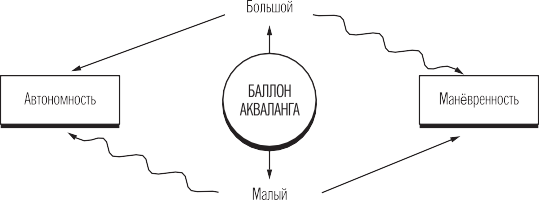 Большой
Автономность
БАЛЛОН
АКВАЛАНГА
Манёвренность
Малый